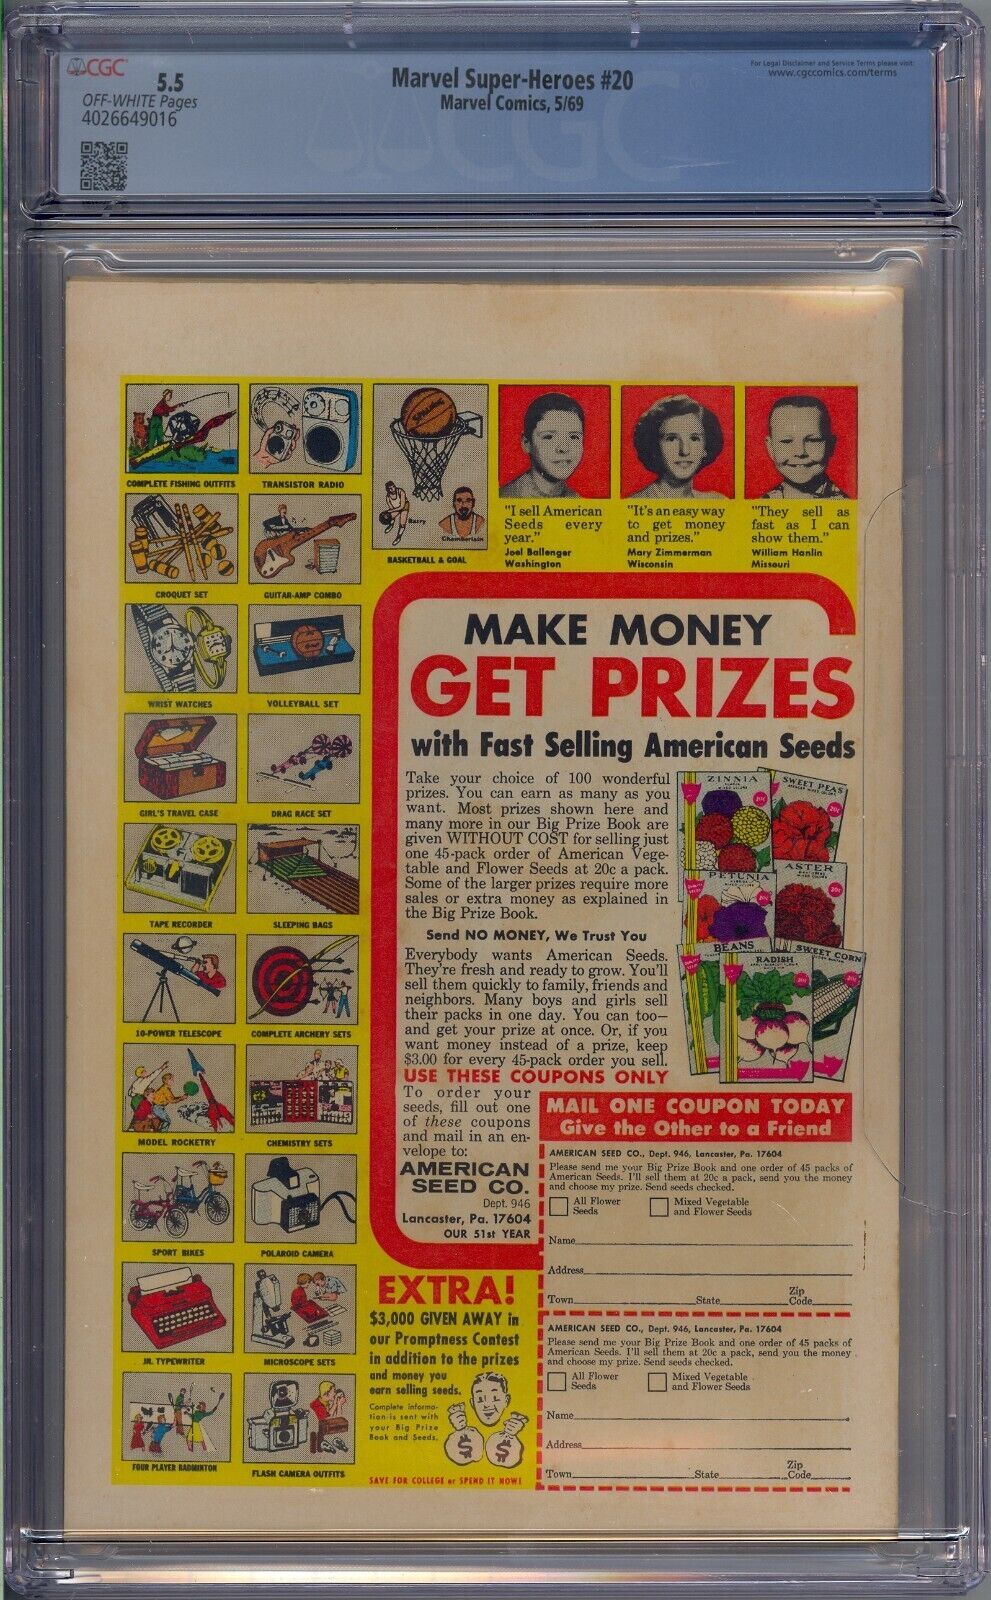 CGC
5.5
OFF-WHITE Pages
4026649016
Marvel Super-Heroes #20
Marvel Comics, 5/69
For Legal Disclaimer and Service Terms please visit:
www.cgccomics.com/terms
COMPLETE FISHING OUTFITS
TRANSISTOR RADIO
Spalding
Barry
Chamberlain
BASKETBALL & GOAL
CROQUET SET
GUITAR-AMP COMBO
WRIST WATCHES
VOLLEYBALL SET
GIRL'S TRAVEL CASE
DRAG RACE SET
TAPE RECORDER
SLEEPING BAGS
10-POWER TELESCOPE
COMPLETE ARCHERY SETS
MODEL ROCKETRY
CHEMISTRY SETS
SPORT BIKES
POLAROID CAMERA
JR. TYPEWRITER
MICROSCOPE SETS
FOUR PLAYER BADMINTON
FLASH CAMERA OUTFITS
"I sell American
Seeds every
year."
Joel Ballenger
Washington
"It's an easy way
to get money
and prizes."
Mary Zimmerman
Wisconsin
"They sell as
fast as I can
show them."
William Hanlin
Missouri
MAKE MONEY
GET PRIZES
with Fast Selling American Seeds
Take your choice of 100 wonderful
prizes. You can earn as many as you
want. Most prizes shown here and
many more in our Big Prize Book are
given WITHOUT COST for selling just
one 45-pack order of American Vege-
table and Flower Seeds at 20c a pack.
Some of the larger prizes require more
sales or extra money as explained in
the Big Prize Book.
Send NO MONEY, We Trust You
Everybody wants American Seeds.
They're fresh and ready to grow. You'll
sell them quickly to family, friends and
neighbors. Many boys and girls sell
their packs in one day. You can too—
and get your prize at once. Or, if you
want money instead of a prize, keep
$3.00 for every 45-pack order you sell.
USE THESE COUPONS ONLY
To order your
seeds, fill out one
of these coupons
and mail in an en-
velope to:
AMERICAN
SEED CO.
Dept. 946
Lancaster, Pa. 17604
OUR 51st YEAR
ZINNIA
20c
SWEET PEAS
20c
PETUNIA
20c
ASTER
20c
BEANS
RADISH
20c
SWEET CORN
20c
MAIL ONE COUPON TODAY
Give the Other to a Friend
AMERICAN SEED CO., Dept. 946, Lancaster, Pa. 17604
Please send me your Big Prize Book and one order of 45 packs of
American Seeds. I'll sell them at 20c a pack, send you the money
and choose my prize. Send seeds checked.
All Flower
Seeds
Mixed Vegetable
and Flower Seeds
Name
Address
Town State Zip Code
AMERICAN SEED CO., Dept. 946, Lancaster, Pa. 17604
Please send me your Big Prize Book and one order of 45 packs of
American Seeds. I'll sell them at 20c a pack, send you the money
and choose my prize. Send seeds checked.
All Flower
Seeds
Mixed Vegetable
and Flower Seeds
Name
Address
Town State Zip Code
EXTRA!
$3,000 GIVEN AWAY in
our Promptness Contest
in addition to the prizes
and money you
earn selling seeds.
Complete informa-
tion is sent with
your Big Prize
Book and Seeds.
$ $
SAVE FOR COLLEGE or SPEND IT NOW!